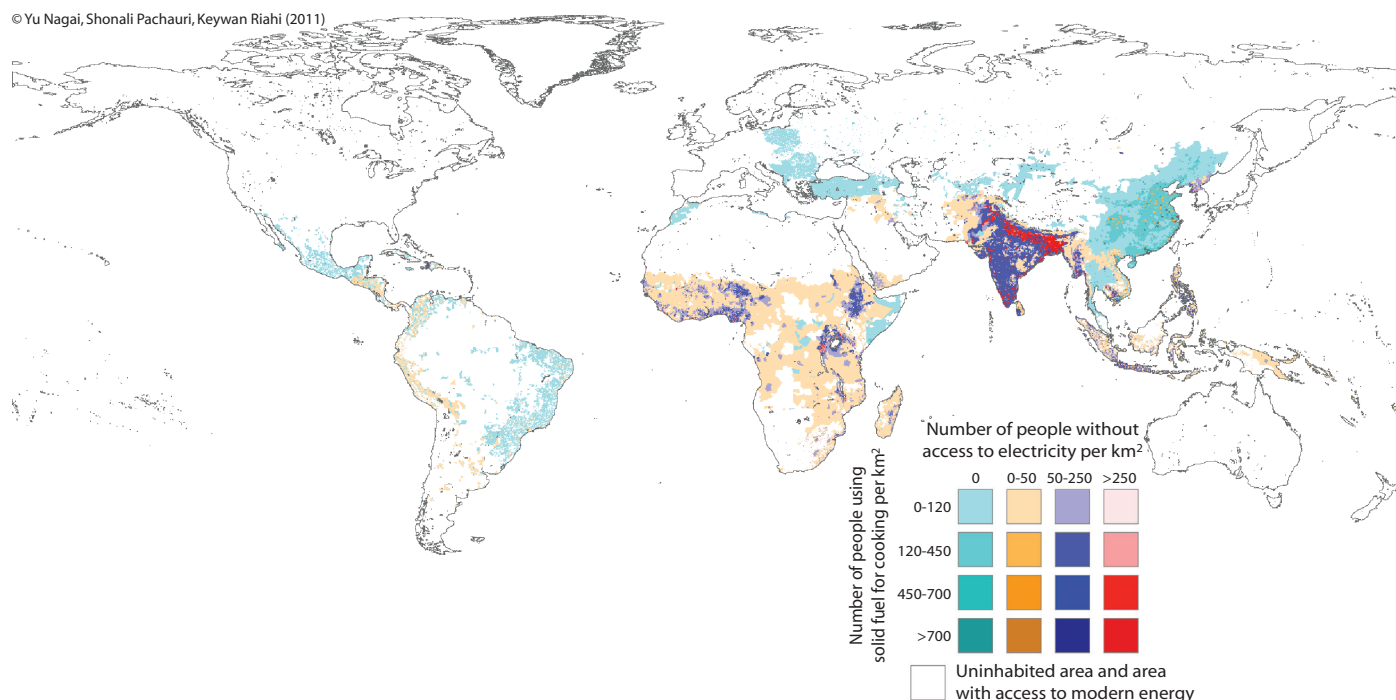 © Yu Nagai, Shonali Pachauri, Keywan Riahi (2011)
Number of people without
access to electricity per km²
0 0-50 50-250 >250
Number of people using
solid fuel for cooking per km²
0-120
120-450
450-700
>700
Uninhabited area and area
with access to modern energy